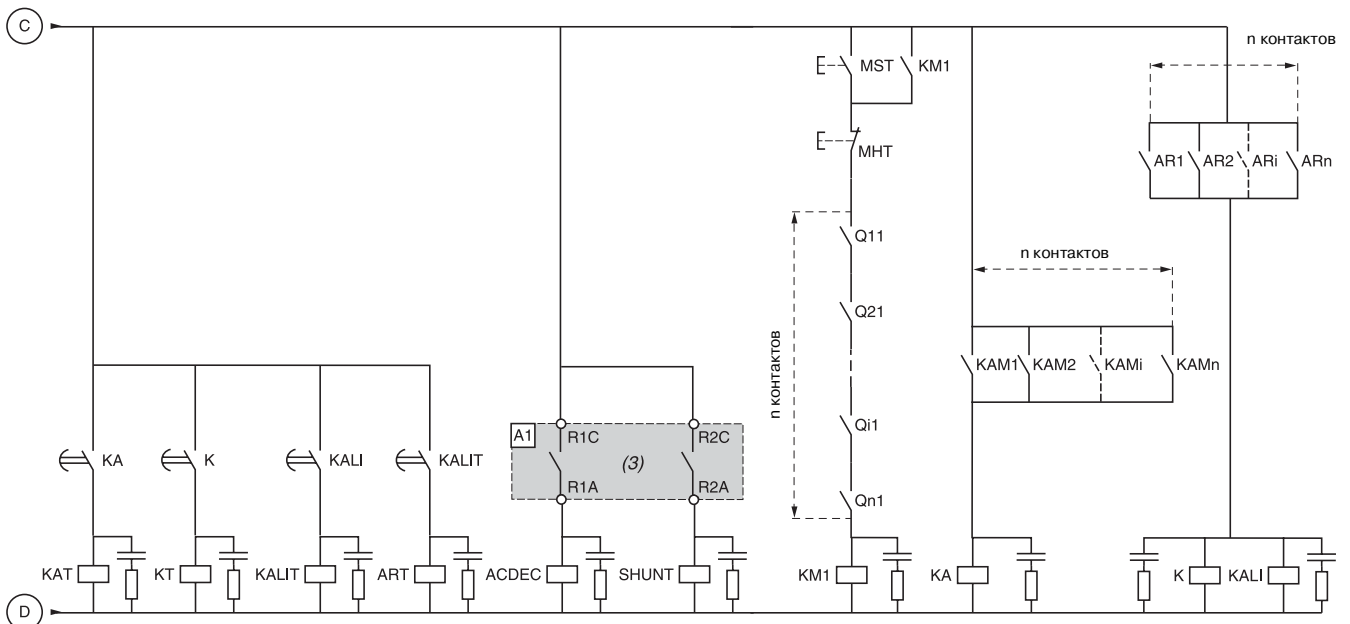 C
n контактов
MST
KM1
MHT
AR1
AR2
ARi
ARn
Q11
n контактов
Q21
n контактов
KAM1
KAM2
KAMi
KAMn
Qi1
A1
R1C
R2C
KA
K
KALI
KALIT
(3)
R1A
R2A
Qn1
KAT
KT
KALIT
ART
ACDEC
SHUNT
KM1
KA
K
KALI
D